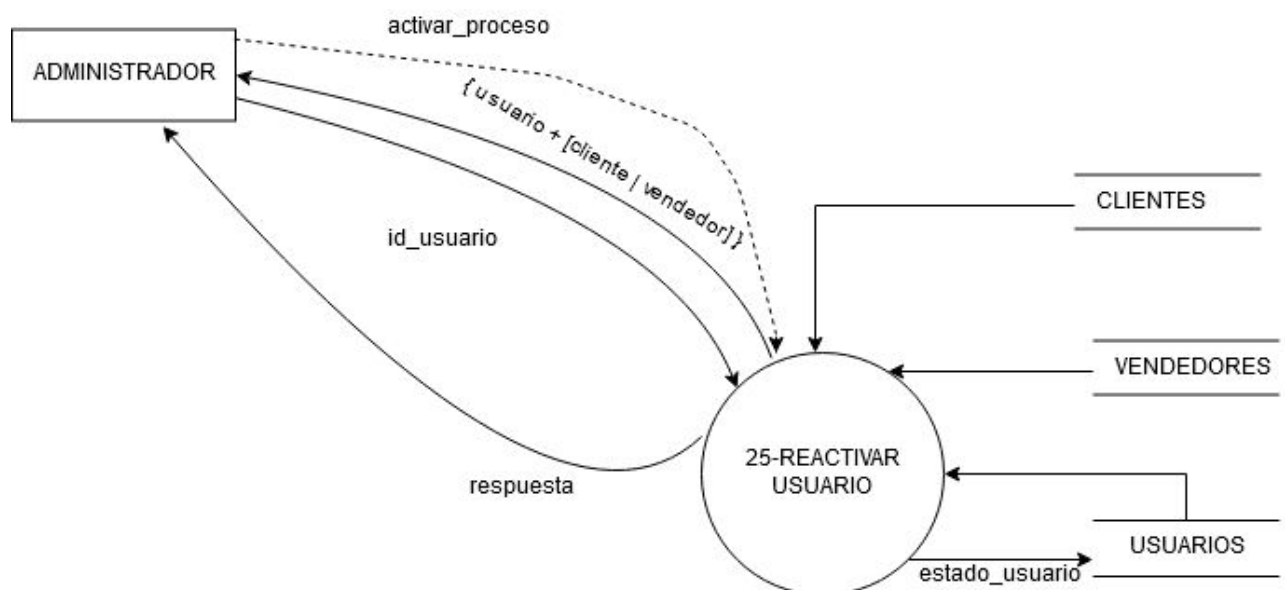 activar_proceso
ADMINISTRADOR
{ usuario + [cliente / vendedor] }
CLIENTES
id_usuario
VENDEDORES
25-REACTIVAR
USUARIO
respuesta
USUARIOS
estado_usuario